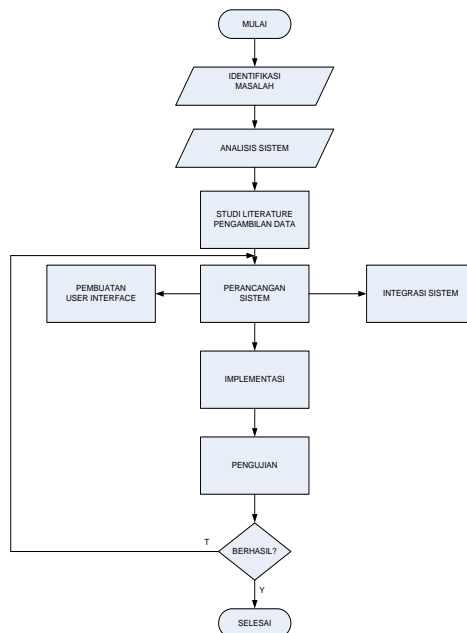 MULAI
IDENTIFIKASI
MASALAH
ANALISIS SISTEM
STUDI LITERATURE
PENGAMBILAN DATA
PEMBUATAN
USER INTERFACE
PERANCANGAN
SISTEM
INTEGRASI SISTEM
IMPLEMENTASI
PENGUJIAN
T
BERHASIL?
Y
SELESAI